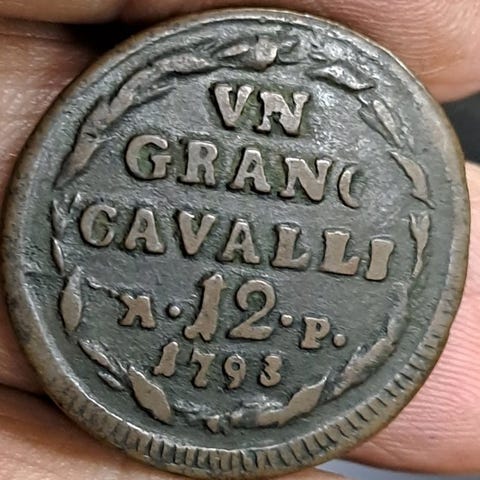 VN
GRANO
CAVALLI
A · 12 · P.
1793